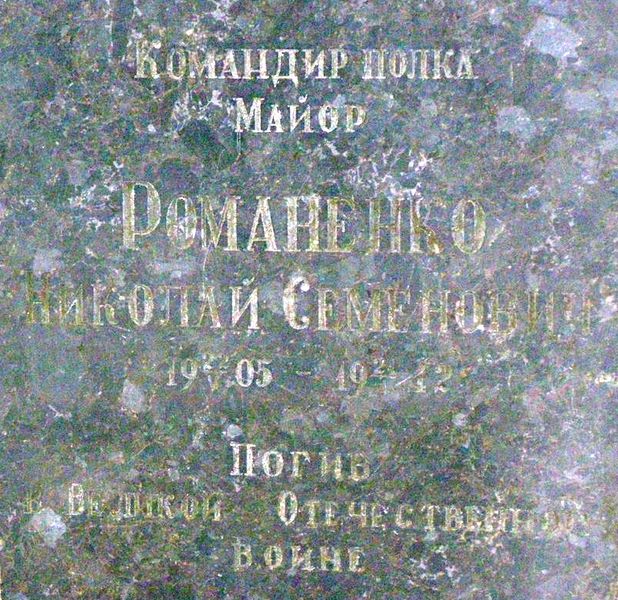 Командир полка
Майор
Романенко
Николай Семенович
1905 - 1942
Погиб
в Великой Отечественной
войне